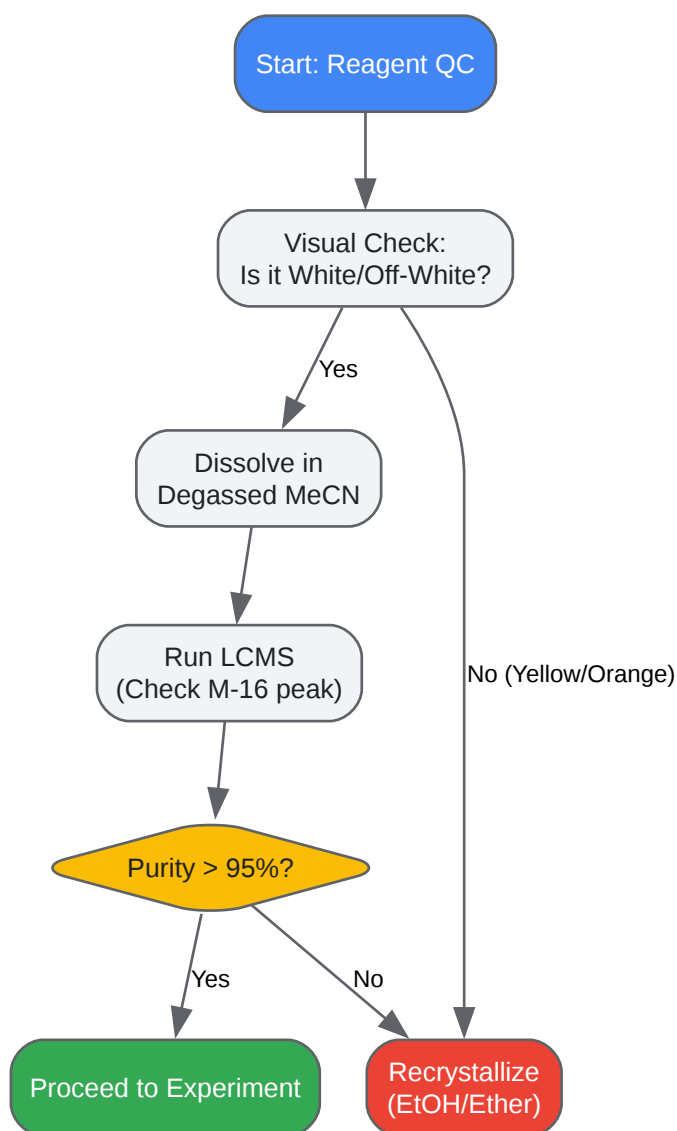 Start: Reagent QC
Visual Check:
Is it White/Off-White?
Yes
Dissolve in
Degassed MeCN
Run LCMS
(Check M-16 peak)
No (Yellow/Orange)
Purity > 95%?
Yes
No
Proceed to Experiment
Recrystallize
(EtOH/Ether)